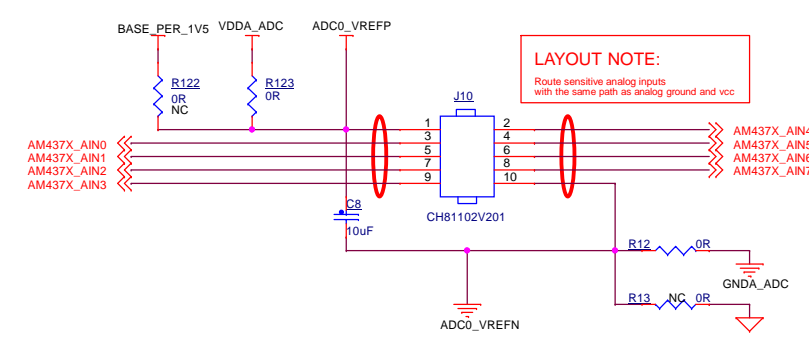 BASE_PER_1V5 VDDA_ADC ADC0_VREFP
LAYOUT NOTE:
Route sensitive analog inputs
with the same path as analog ground and vcc
R122 R123
0R 0R
NC
J10
1 2
3 4
5 6
7 8
9 10
AM437X_AIN0 AM437X_AIN4
AM437X_AIN1 AM437X_AIN5
AM437X_AIN2 AM437X_AIN6
AM437X_AIN3 AM437X_AIN7
C8
10uF
CH81102V201
R12 0R
GNDA_ADC
R13 NC 0R
ADC0_VREFN